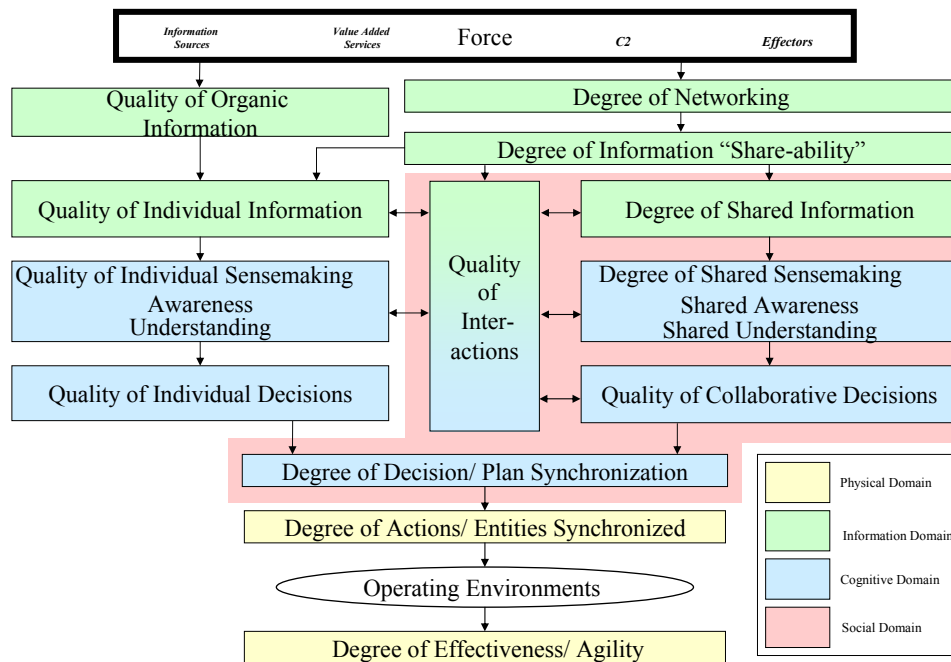 Information
Sources
Value Added
Services
Force
C2
Effectors
Quality of Organic
Information
Degree of Networking
Degree of Information “Share-ability”
Quality of Individual Information
Quality
of
Inter-
actions
Degree of Shared Information
Quality of Individual Sensemaking
Awareness
Understanding
Degree of Shared Sensemaking
Shared Awareness
Shared Understanding
Quality of Individual Decisions
Quality of Collaborative Decisions
Degree of Decision/ Plan Synchronization
Degree of Actions/ Entities Synchronized
Operating Environments
Degree of Effectiveness/ Agility
Physical Domain
Information Domain
Cognitive Domain
Social Domain